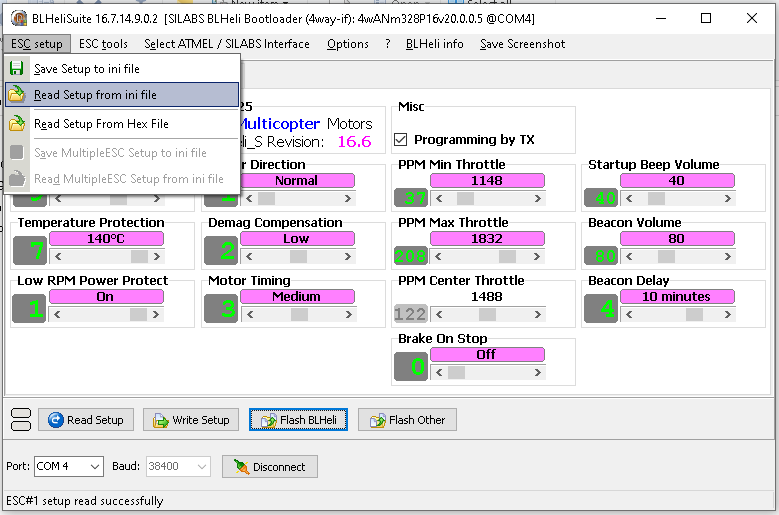 BLHeliSuite 16.7.14.9.0.2 [SILABS BLHeli Bootloader (4way-if): 4wANm328P16v20.0.0.5 @COM4]
ESC setup ESC tools Select ATMEL / SILABS Interface Options ? BLHeli info Save Screenshot
Save Setup to ini file
Read Setup from ini file
Read Setup From Hex File
Save MultipleESC Setup to ini file
Read MultipleESC Setup from ini file
25
Multicopter Motors
eli_S Revision: 16.6
Misc
Programming by TX
r Direction
Normal
PPM Min Throttle
1148
37
Startup Beep Volume
40
40
Temperature Protection
140°C
7
Demag Compensation
Low
2
PPM Max Throttle
1832
208
Beacon Volume
80
80
Low RPM Power Protect
On
1
Motor Timing
Medium
3
PPM Center Throttle
1488
122
Beacon Delay
10 minutes
4
Brake On Stop
Off
0
Read Setup Write Setup Flash BLHeli Flash Other
Port: COM 4 Baud: 38400 Disconnect
ESC#1 setup read successfully